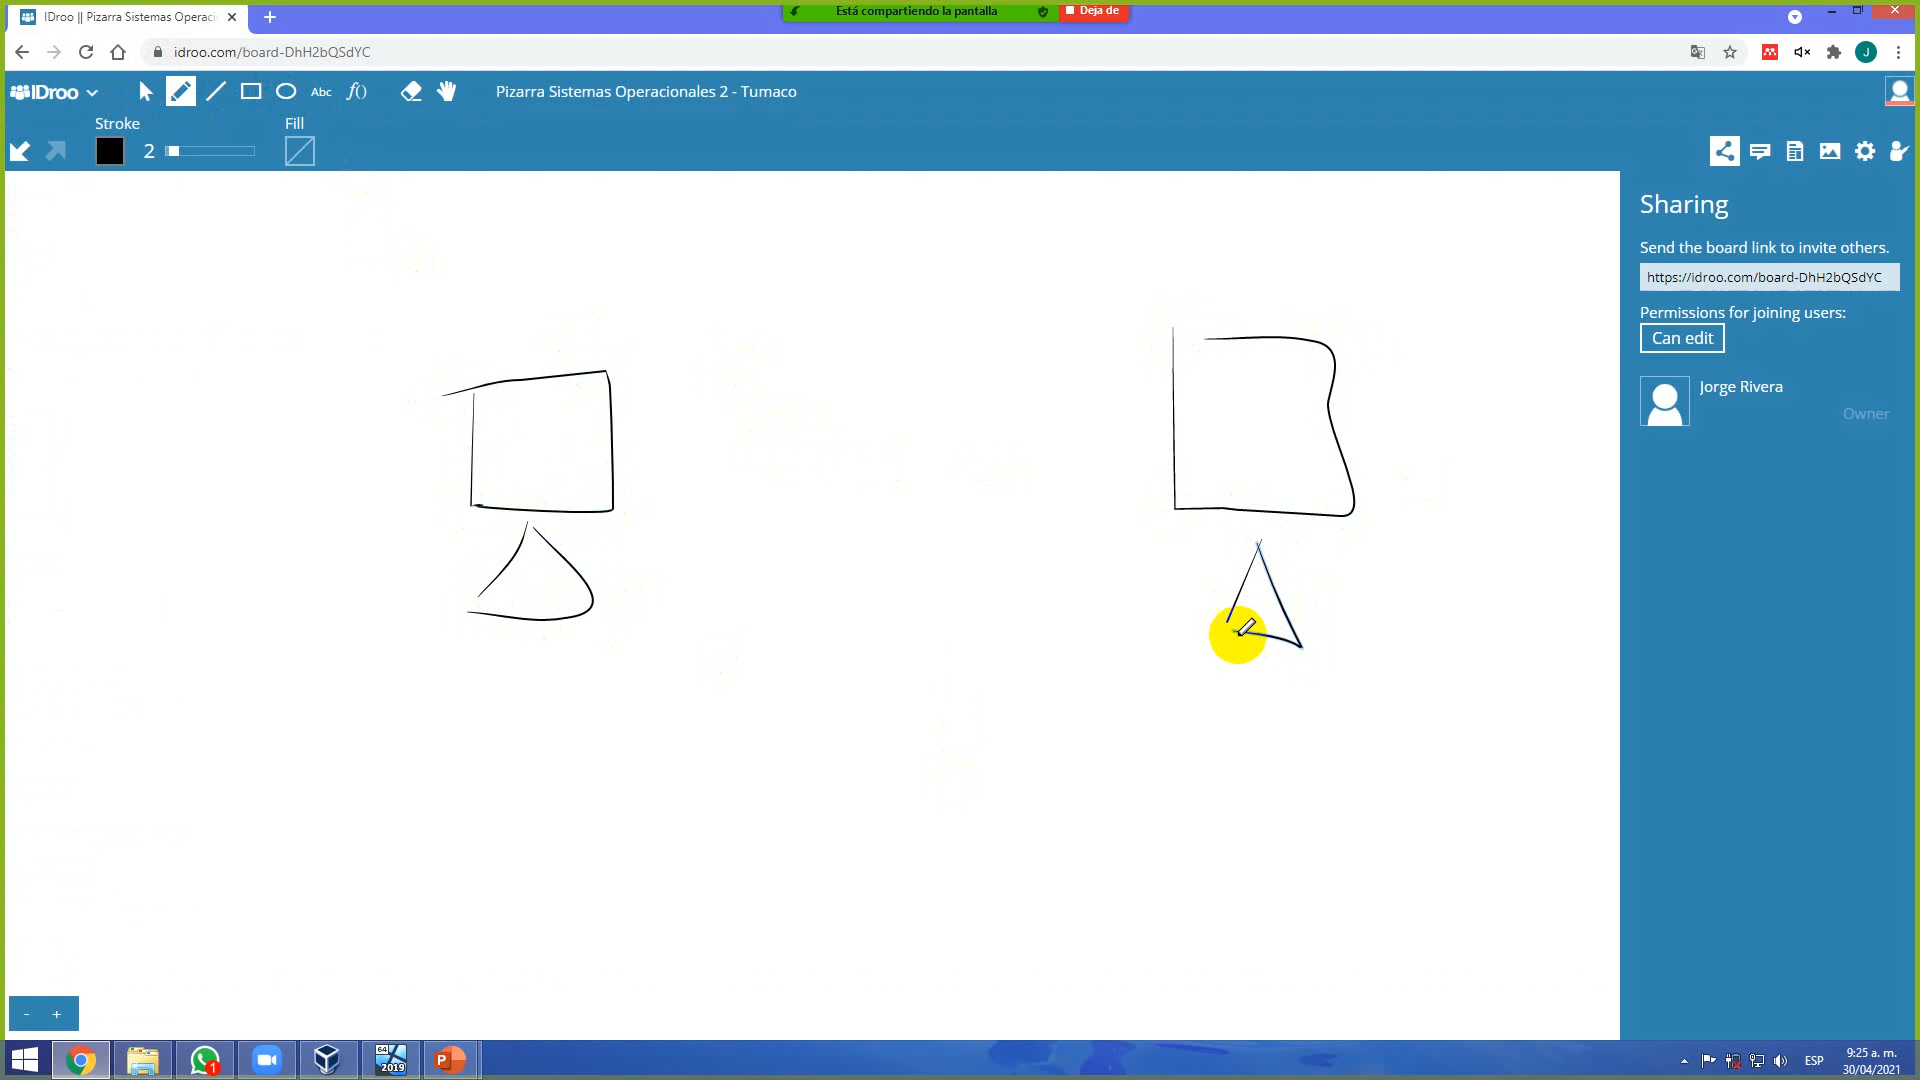 IDroo || Pizarra Sistemas Operaci
Está compartiendo la pantalla
Deja de
idroo.com/board-DhH2bQSdYC
J
IDroo
Abc
f()
Pizarra Sistemas Operacionales 2 - Tumaco
Stroke
Fill
2
Sharing
Send the board link to invite others.
https://idroo.com/board-DhH2bQSdYC
Permissions for joining users:
Can edit
Jorge Rivera
Owner
- +
1
64
2019
P
ESP
9:25 a. m.
30/04/2021